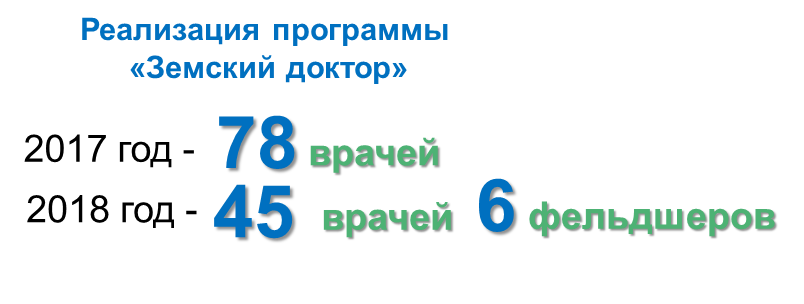 Реализация программы
«Земский доктор»
2017 год - 78 врачей
2018 год - 45 врачей 6 фельдшеров